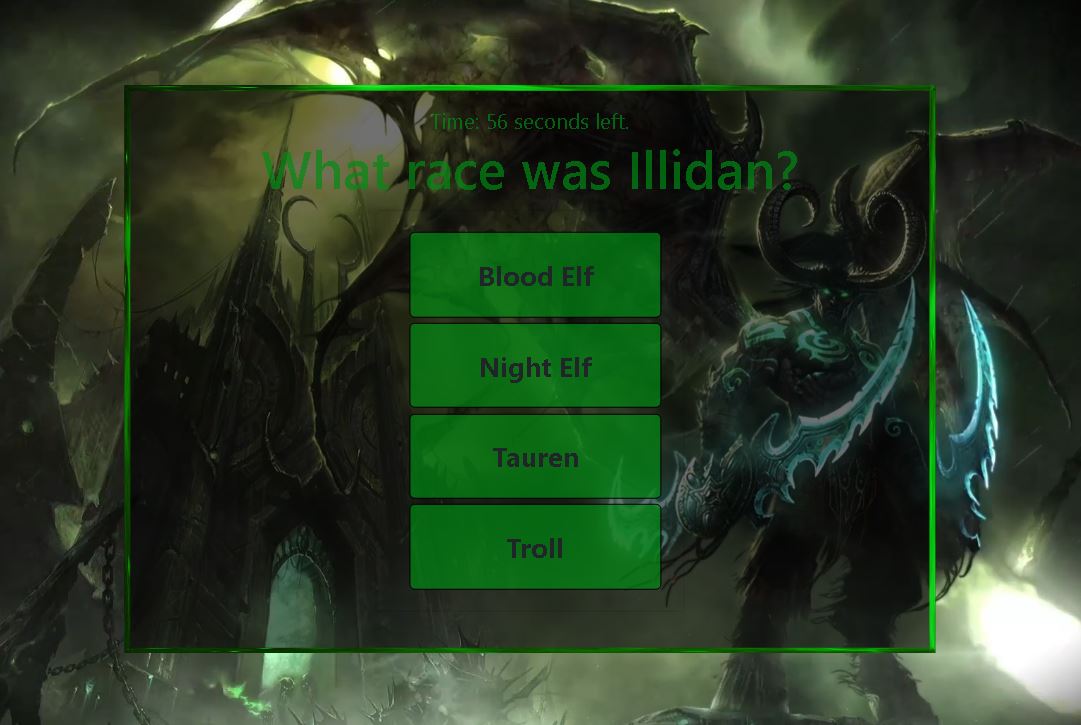 Time: 56 seconds left.
What race was Illidan?
Blood Elf
Night Elf
Tauren
Troll